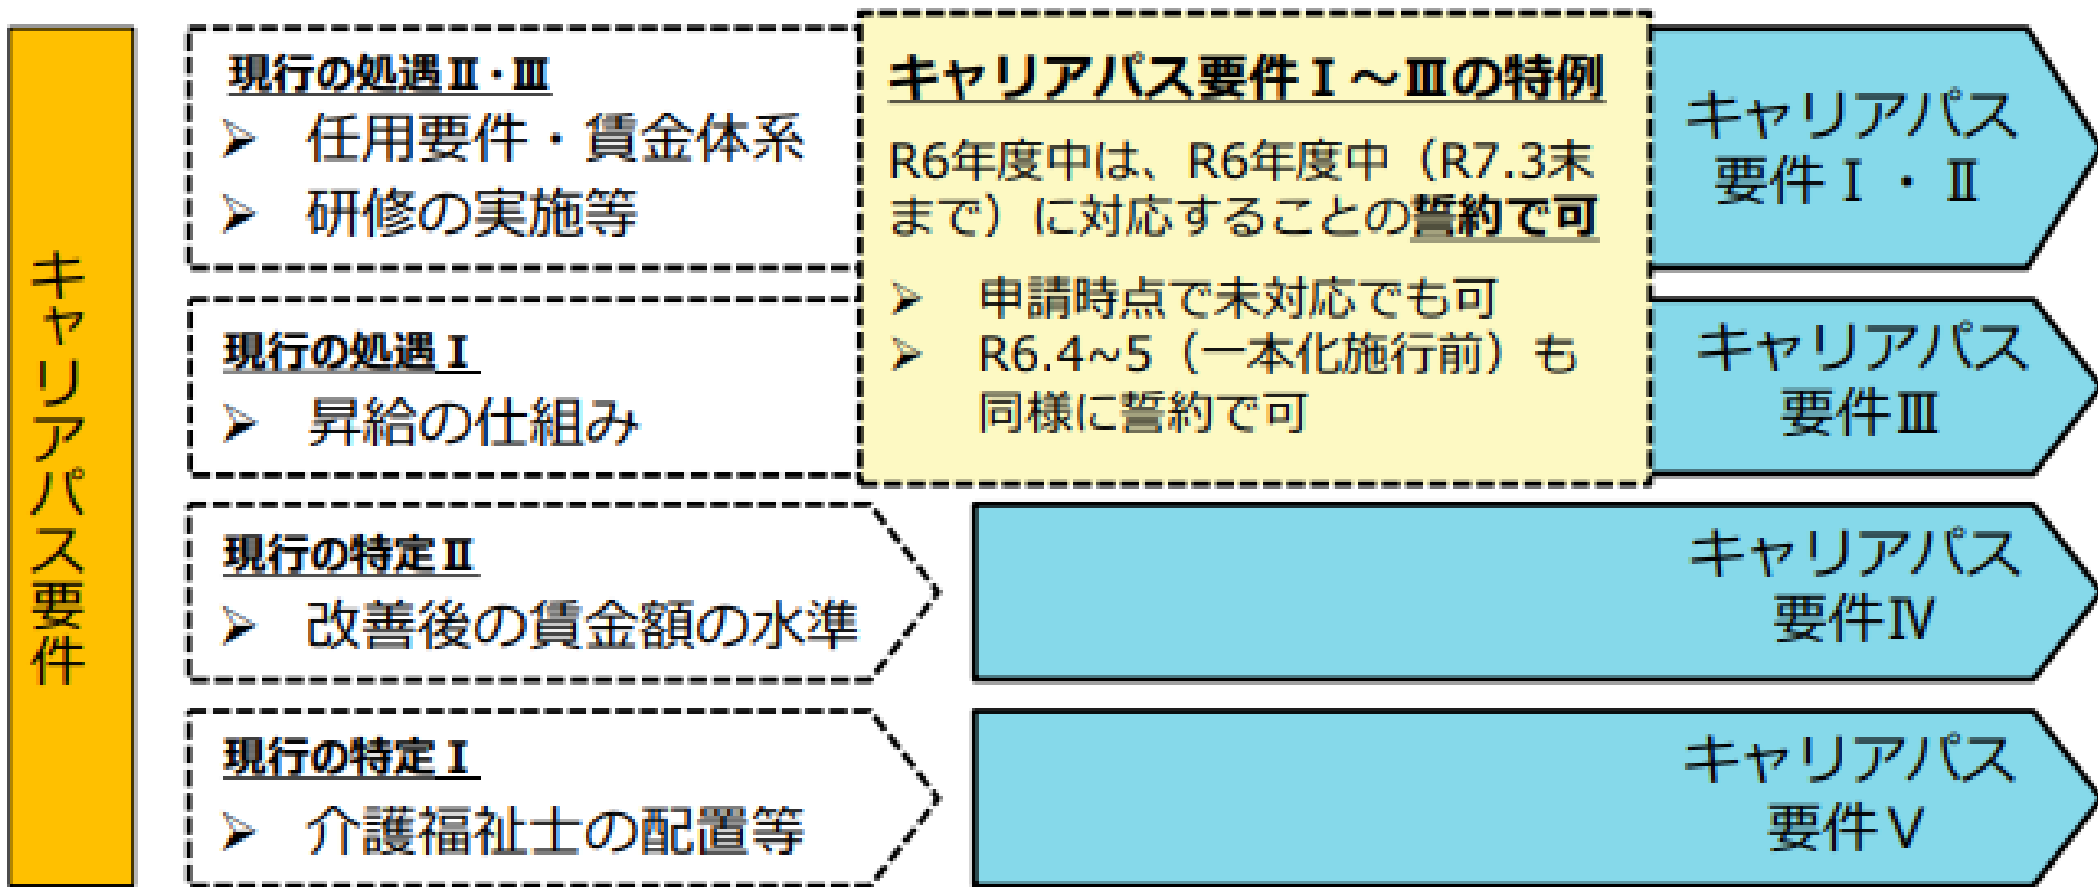 キャリアパス要件
現行の処遇Ⅱ・Ⅲ
➢ 任用要件・賃金体系
➢ 研修の実施等
キャリアパス要件Ⅰ～Ⅲの特例
R6年度中は、R6年度中（R7.3末
まで）に対応することの誓約で可
➢ 申請時点で未対応でも可
➢ R6.4~5（一本化施行前）も
同様に誓約で可
キャリアパス
要件Ⅰ・Ⅱ
現行の処遇Ⅰ
➢ 昇給の仕組み
キャリアパス
要件Ⅲ
現行の特定Ⅱ
➢ 改善後の賃金額の水準
キャリアパス
要件Ⅳ
現行の特定Ⅰ
➢ 介護福祉士の配置等
キャリアパス
要件Ⅴ